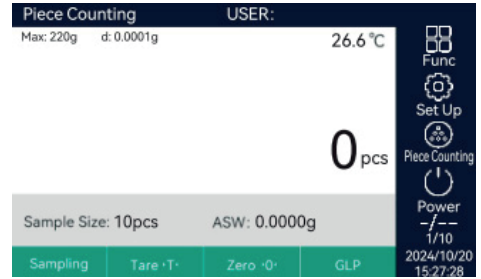 Piece Counting USER:
Max: 220g d: 0.0001g 26.6°C
Func
Set Up
0 pcs
Piece Counting
Power
Sample Size: 10pcs ASW: 0.0000g
-/--
1/10
Sampling Tare ·T· Zero ·0· GLP
2024/10/20
15:27:28